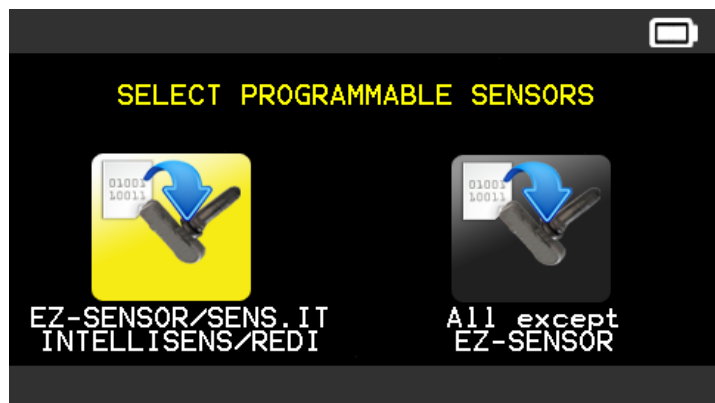 SELECT PROGRAMMABLE SENSORS
01001
10011
01001
10011
EZ-SENSOR/SENS.IT
INTELLISENS/REDI
All except
EZ-SENSOR